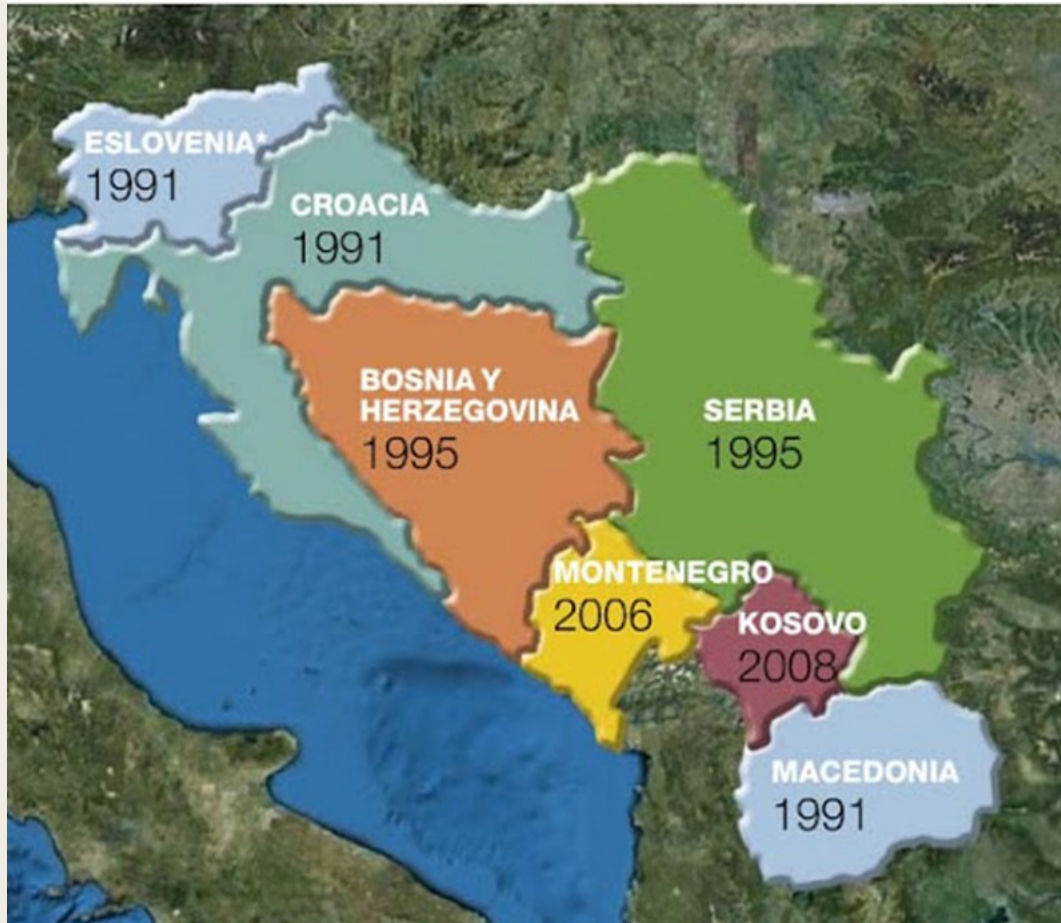 ESLOVENIA*
1991
CROACIA
1991
BOSNIA Y
HERZEGOVINA
1995
SERBIA
1995
MONTENEGRO
2006
KOSOVO
2008
MACEDONIA
1991